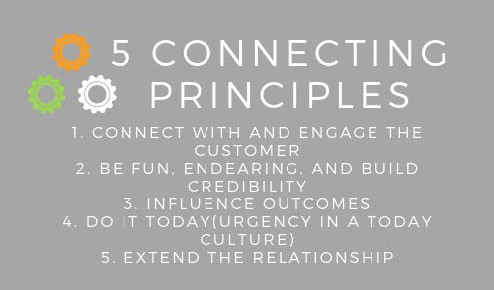 5 CONNECTING
PRINCIPLES
1. CONNECT WITH AND ENGAGE THE
CUSTOMER
2. BE FUN, ENDEARING, AND BUILD
CREDIBILITY
3. INFLUENCE OUTCOMES
4. DO IT TODAY(URGENCY IN A TODAY
CULTURE)
5. EXTEND THE RELATIONSHIP